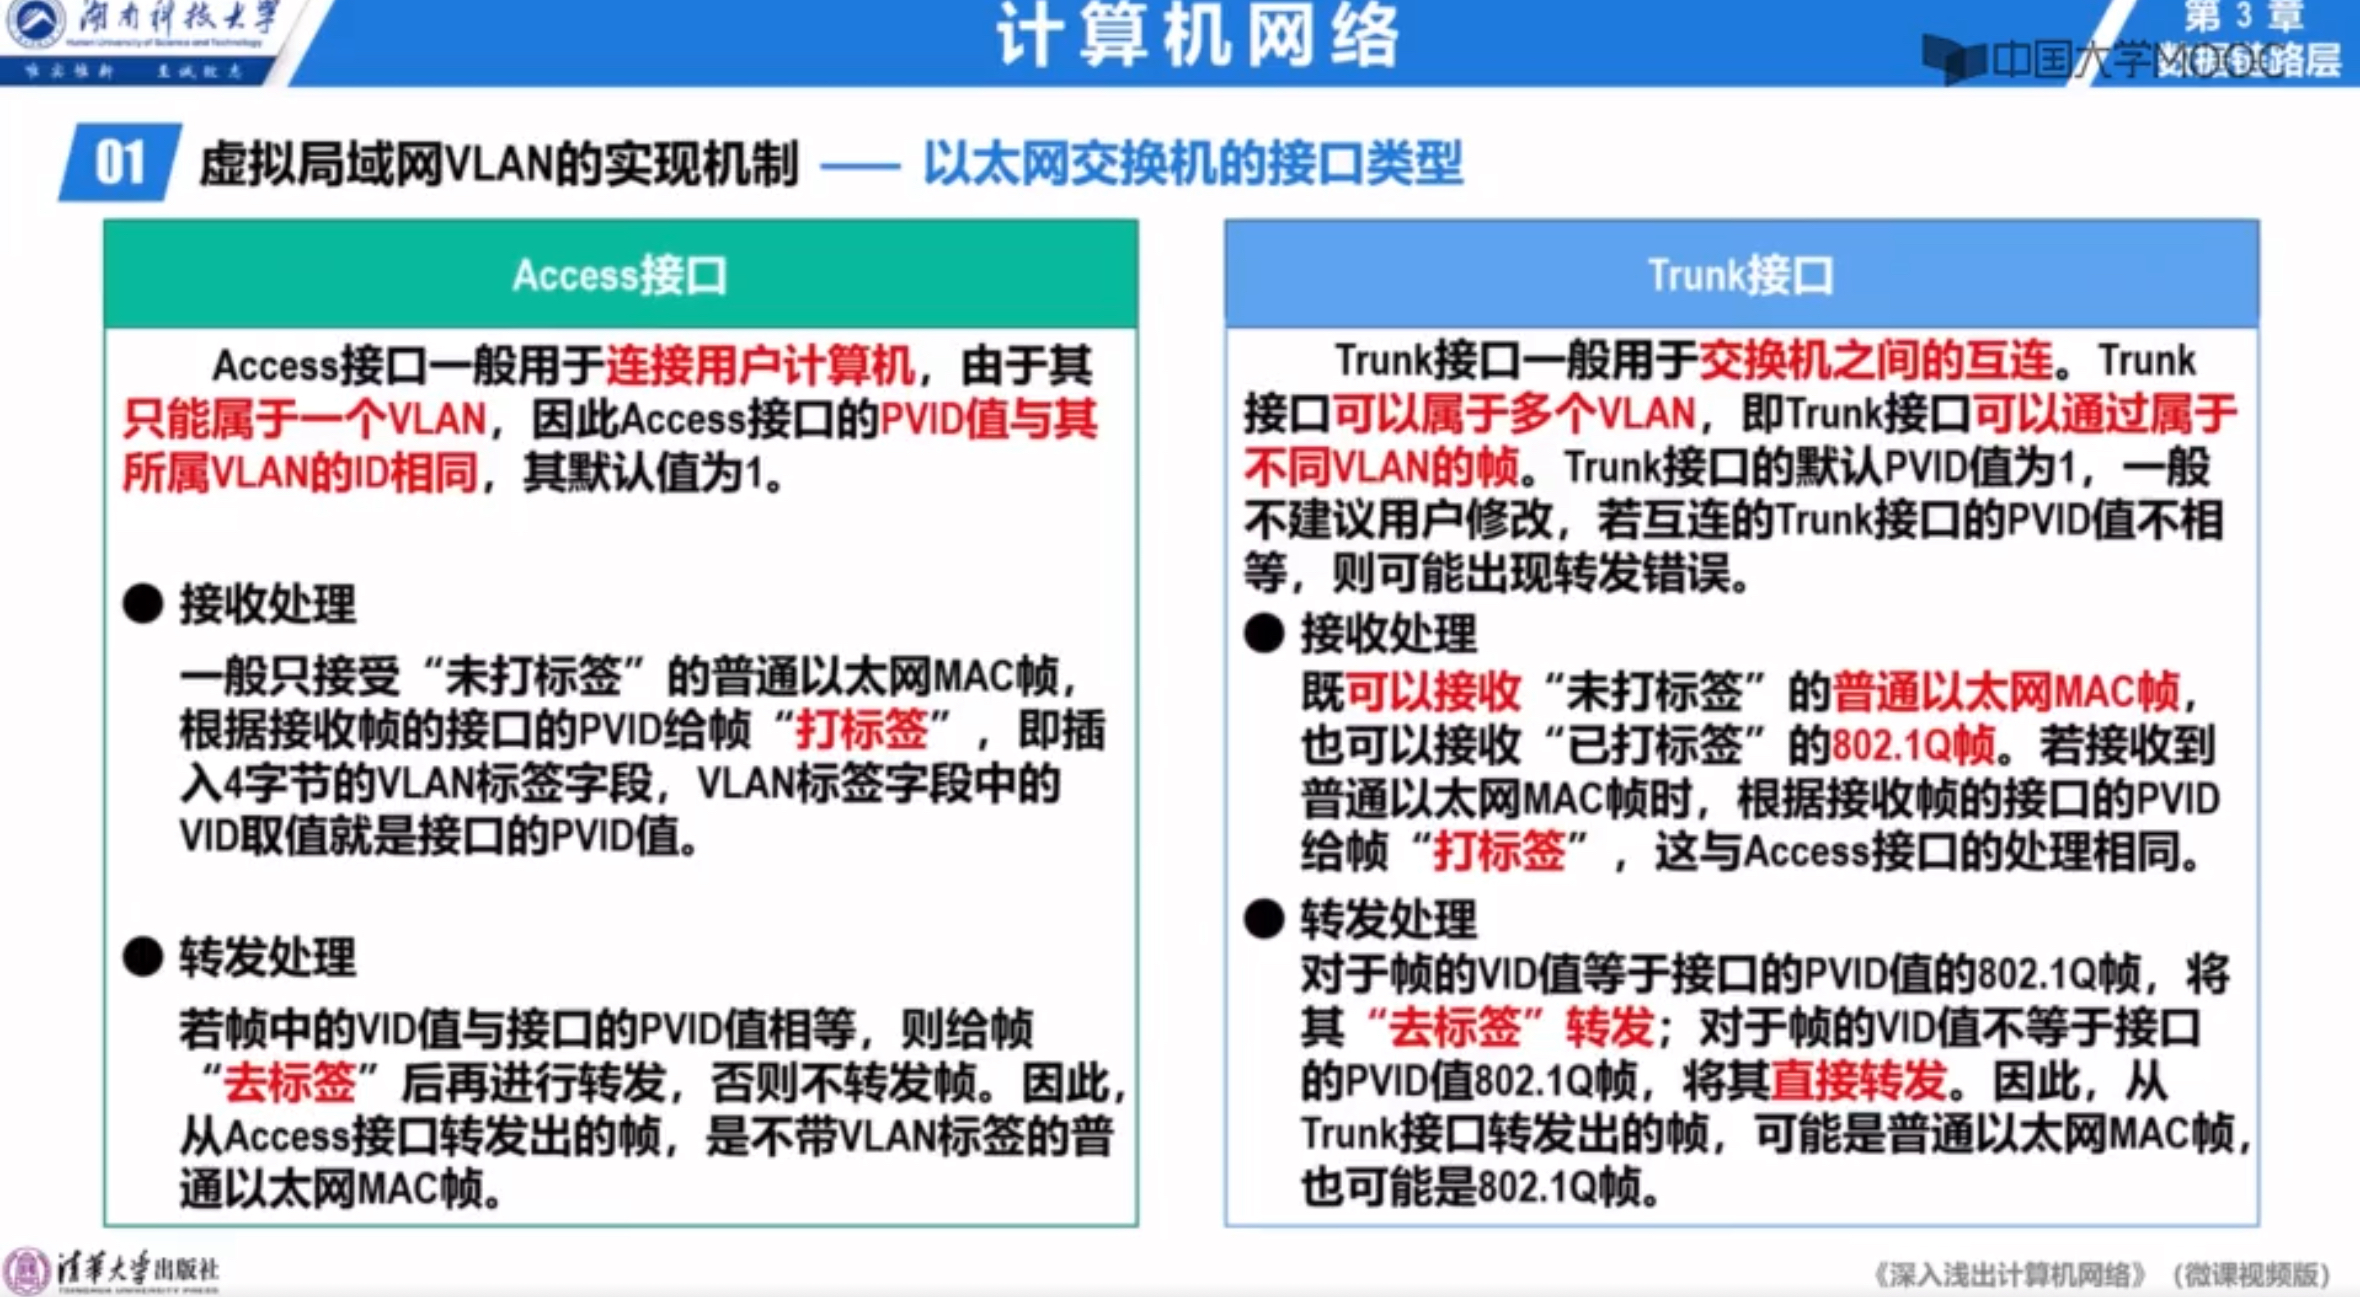 湖南科技大学
Hunan University of Science and Technology
唯实惟新 至诚致志
计算机网络
第 3 章
数据链路层
中国大学MOOC
01
虚拟局域网VLAN的实现机制 —— 以太网交换机的接口类型
Access接口
Access接口一般用于连接用户计算机，由于其
只能属于一个VLAN，因此Access接口的PVID值与其
所属VLAN的ID相同，其默认值为1。
● 接收处理
一般只接受“未打标签”的普通以太网MAC帧，
根据接收帧的接口的PVID给帧“打标签”，即插
入4字节的VLAN标签字段，VLAN标签字段中的
VID取值就是接口的PVID值。
● 转发处理
若帧中的VID值与接口的PVID值相等，则给帧
“去标签”后再进行转发，否则不转发帧。因此，
从Access接口转发出的帧，是不带VLAN标签的普
通以太网MAC帧。
Trunk接口
Trunk接口一般用于交换机之间的互连。Trunk
接口可以属于多个VLAN，即Trunk接口可以通过属于
不同VLAN的帧。Trunk接口的默认PVID值为1，一般
不建议用户修改，若互连的Trunk接口的PVID值不相
等，则可能出现转发错误。
● 接收处理
既可以接收“未打标签”的普通以太网MAC帧，
也可以接收“已打标签”的802.1Q帧。若接收到
普通以太网MAC帧时，根据接收帧的接口的PVID
给帧“打标签”，这与Access接口的处理相同。
● 转发处理
对于帧的VID值等于接口的PVID值的802.1Q帧，将
其“去标签”转发；对于帧的VID值不等于接口
的PVID值802.1Q帧，将其直接转发。因此，从
Trunk接口转发出的帧，可能是普通以太网MAC帧，
也可能是802.1Q帧。
清华大学出版社
TSINGHUA UNIVERSITY PRESS
《深入浅出计算机网络》（微课视频版）